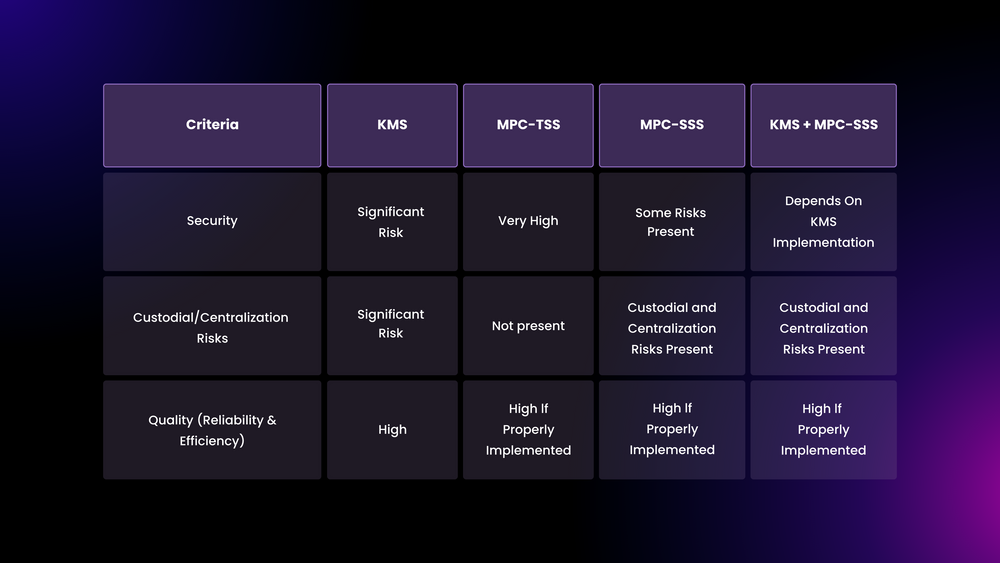 Criteria
KMS
MPC-TSS
MPC-SSS
KMS + MPC-SSS
Security
Significant
Risk
Very High
Some Risks
Present
Depends On
KMS
Implementation
Custodial/Centralization
Risks
Significant
Risk
Not present
Custodial and
Centralization
Risks Present
Custodial and
Centralization
Risks Present
Quality (Reliability &
Efficiency)
High
High If
Properly
Implemented
High If
Properly
Implemented
High If
Properly
Implemented